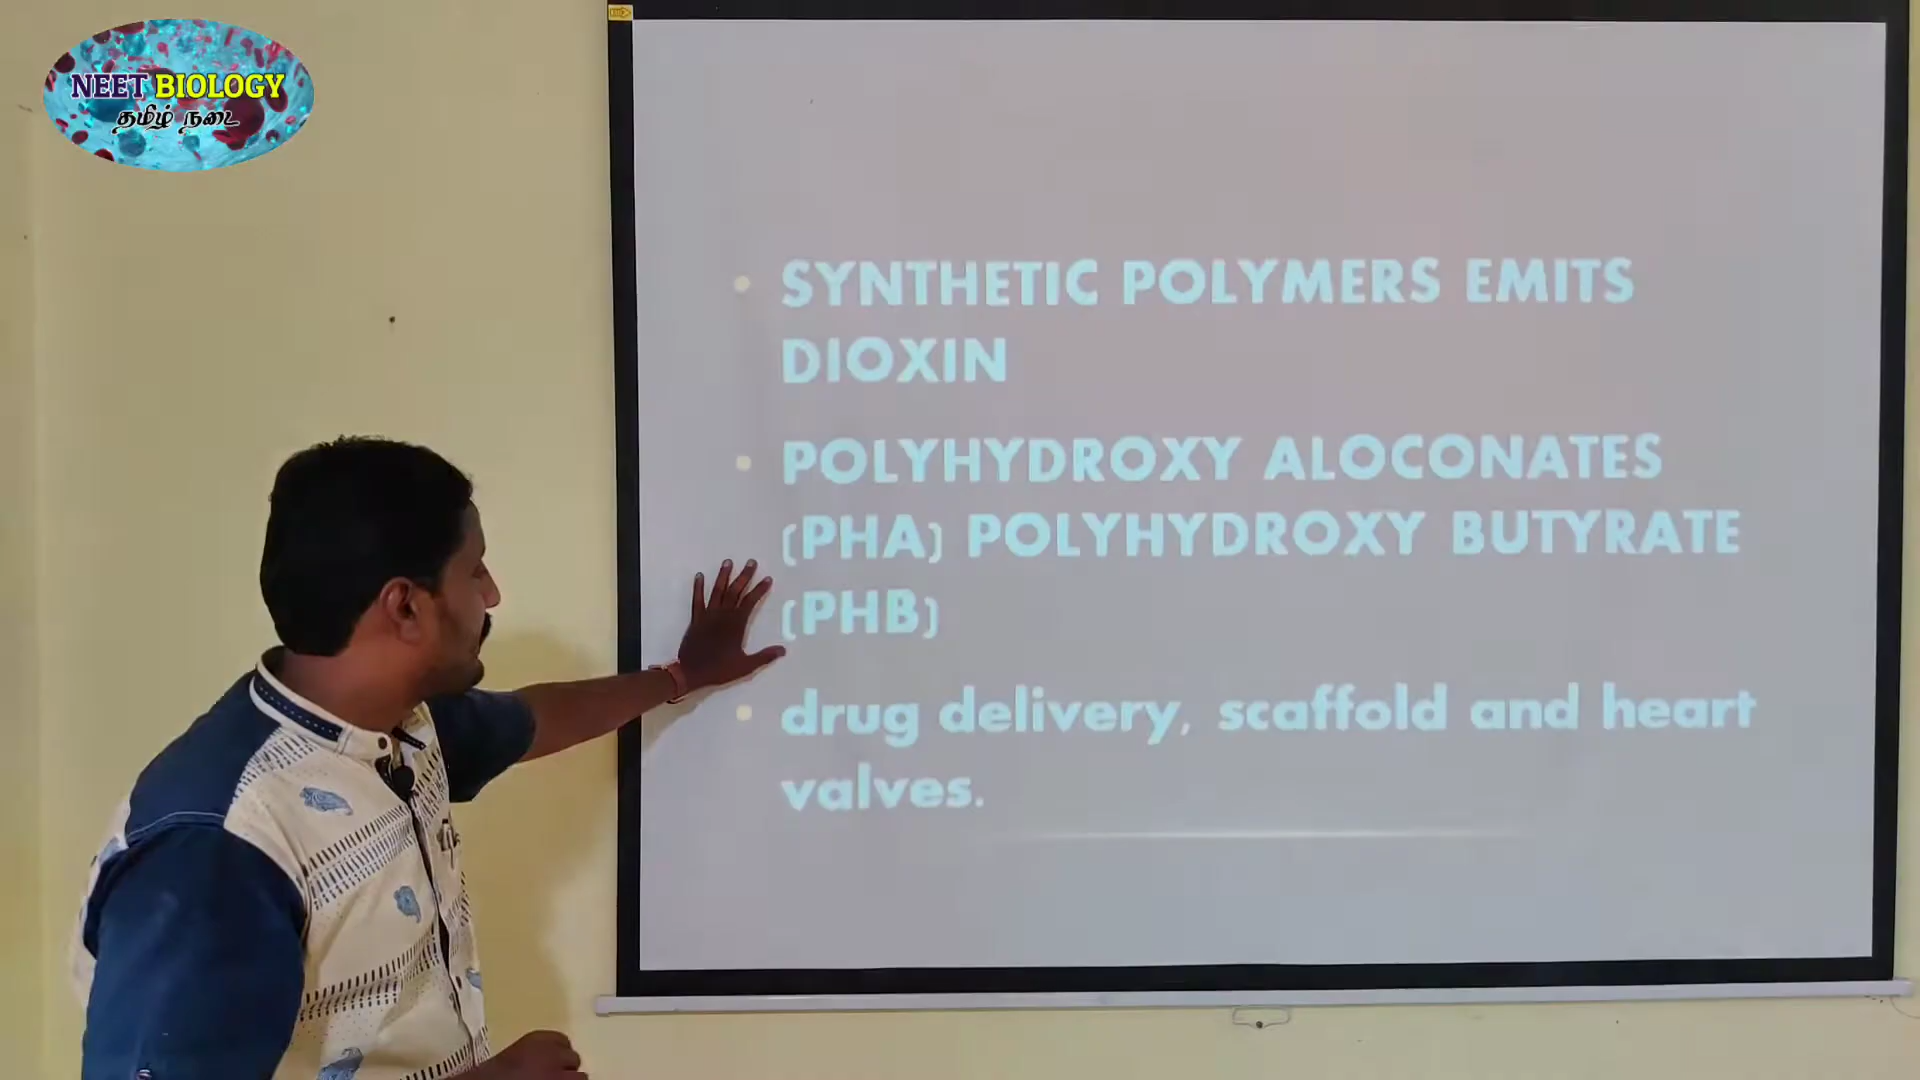 NEET BIOLOGY
தமிழ் நடை
• SYNTHETIC POLYMERS EMITS
DIOXIN
• POLYHYDROXY ALOCONATES
(PHA) POLYHYDROXY BUTYRATE
(PHB)
• drug delivery, scaffold and heart
valves.